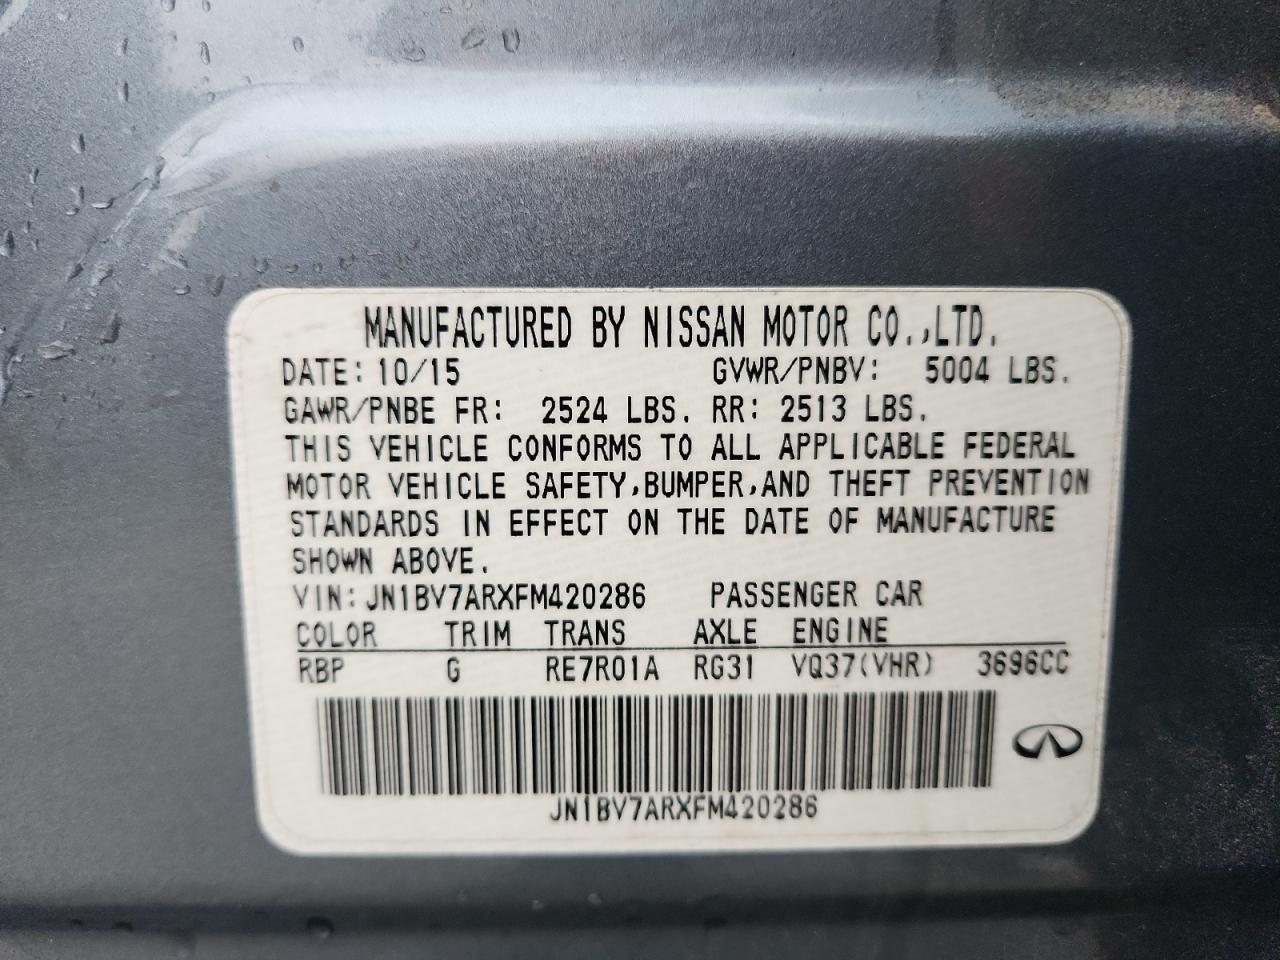 MANUFACTURED BY NISSAN MOTOR CO.,LTD.
DATE: 10/15 GVWR/PNBV: 5004 LBS.
GAWR/PNBE FR: 2524 LBS. RR: 2513 LBS.
THIS VEHICLE CONFORMS TO ALL APPLICABLE FEDERAL
MOTOR VEHICLE SAFETY,BUMPER,AND THEFT PREVENTION
STANDARDS IN EFFECT ON THE DATE OF MANUFACTURE
SHOWN ABOVE.
VIN: JN1BV7ARXFM420286 PASSENGER CAR
COLOR TRIM TRANS AXLE ENGINE
RBP G RE7R01A RG31 VQ37(VHR) 3696CC
JN1BV7ARXFM420286